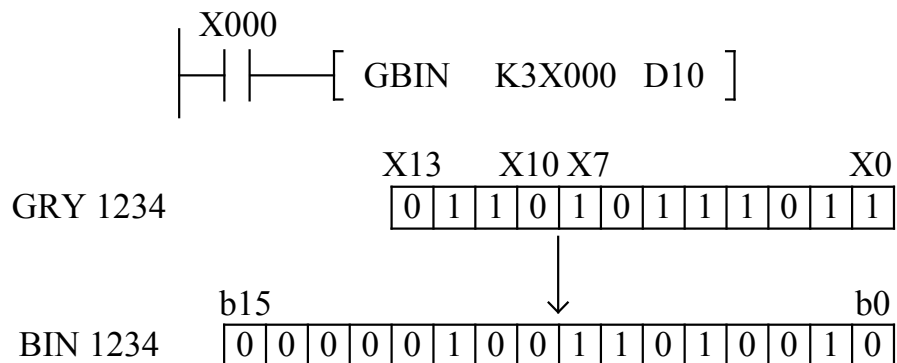 X000
GBIN K3X000 D10
X13 X10 X7 X0
GRY 1234 0 1 1 0 1 0 1 1 1 0 1 1
b15 b0
BIN 1234 0 0 0 0 0 1 0 0 1 1 0 1 0 0 1 0